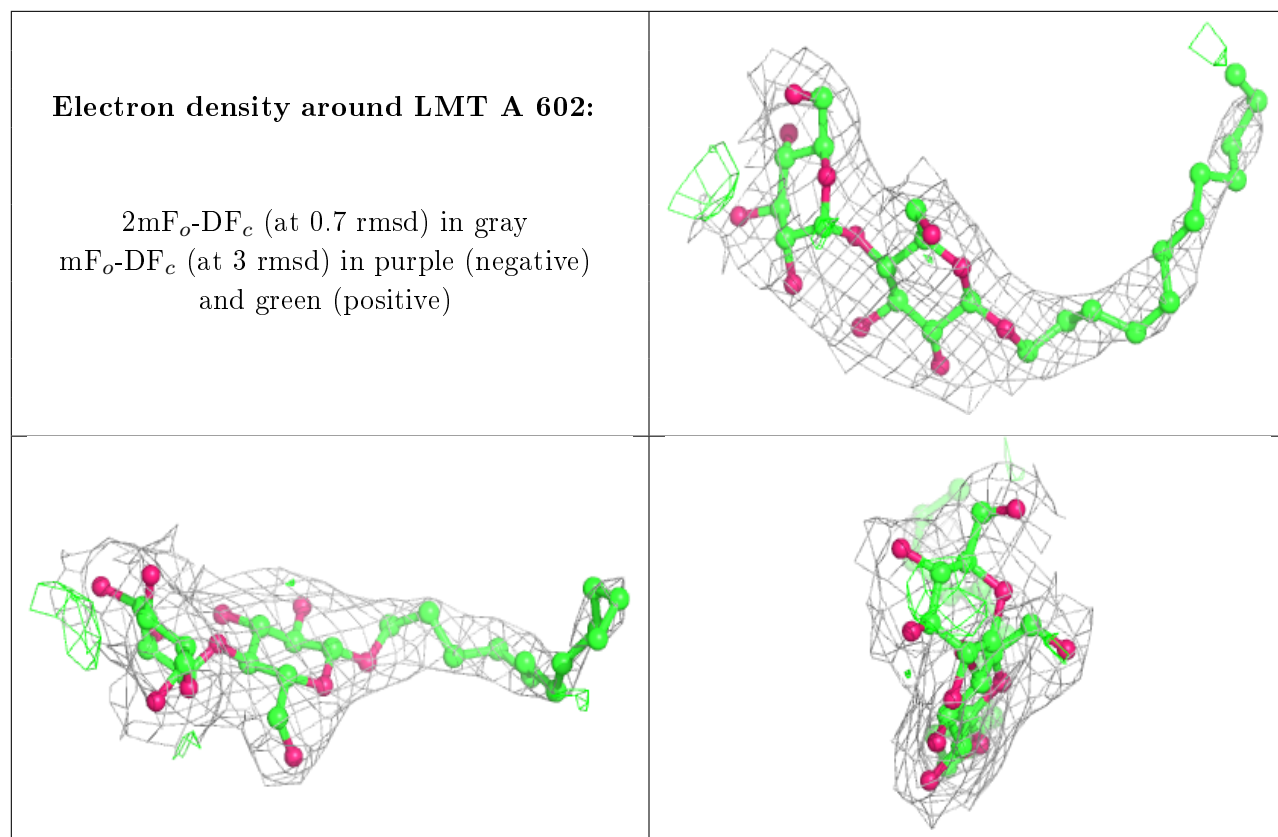 Electron density around LMT A 602:
2mFₒ-DF𝒸 (at 0.7 rmsd) in gray
mFₒ-DF𝒸 (at 3 rmsd) in purple (negative)
and green (positive)